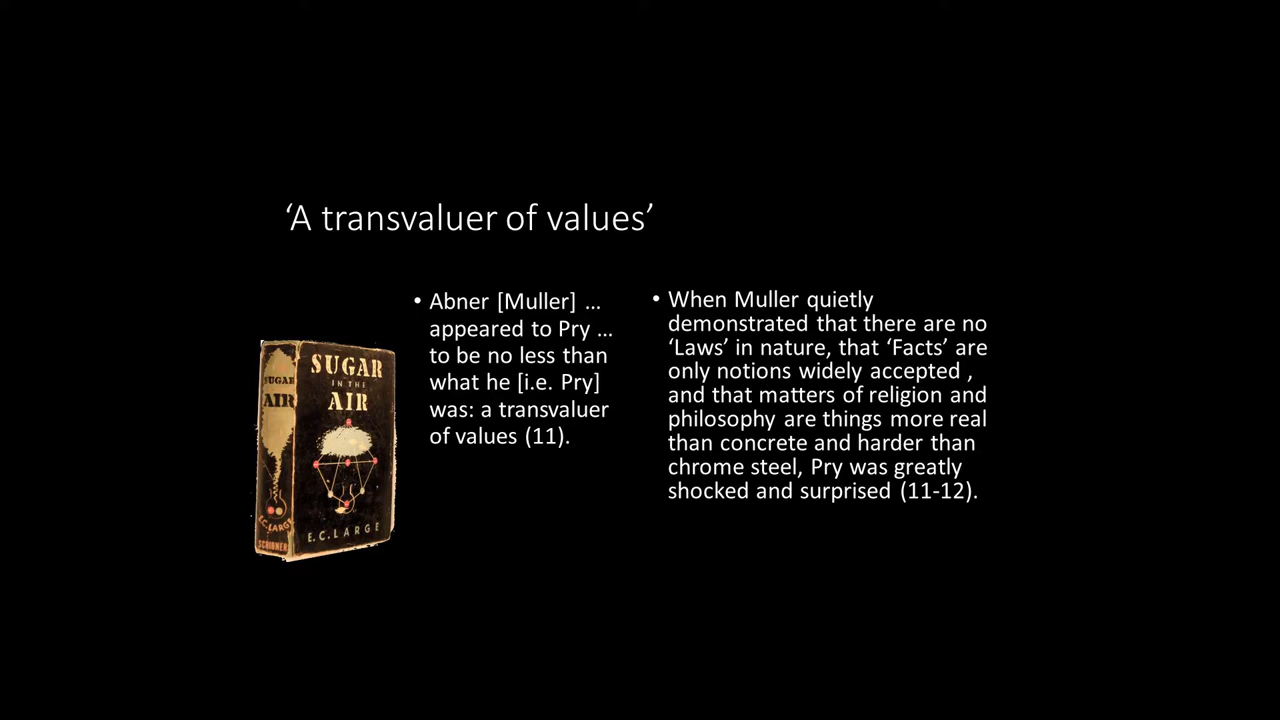 ‘A transvaluer of values’
• Abner [Muller] …
appeared to Pry …
to be no less than
what he [i.e. Pry]
was: a transvaluer
of values (11).
• When Muller quietly
demonstrated that there are no
‘Laws’ in nature, that ‘Facts’ are
only notions widely accepted ,
and that matters of religion and
philosophy are things more real
than concrete and harder than
chrome steel, Pry was greatly
shocked and surprised (11-12).
SUGAR
AIR
E.C.LARGE
SCRIBNERS
SUGAR
IN THE
AIR
E.C.LARGE